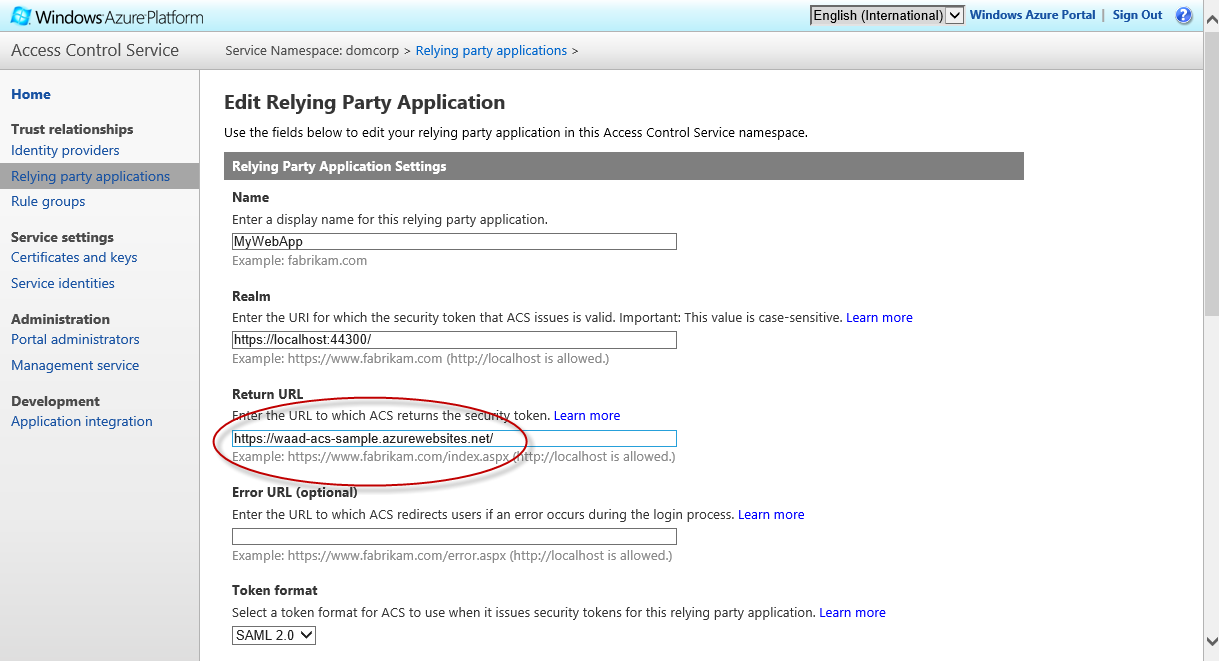 Windows Azure Platform
English (International)
Windows Azure Portal | Sign Out ?
Access Control Service
Service Namespace: domcorp > Relying party applications >
Home
Trust relationships
Identity providers
Relying party applications
Rule groups
Service settings
Certificates and keys
Service identities
Administration
Portal administrators
Management service
Development
Application integration
Edit Relying Party Application
Use the fields below to edit your relying party application in this Access Control Service namespace.
Relying Party Application Settings
Name
Enter a display name for this relying party application.
MyWebApp
Example: fabrikam.com
Realm
Enter the URI for which the security token that ACS issues is valid. Important: This value is case-sensitive. Learn more
https://localhost:44300/
Example: https://www.fabrikam.com (http://localhost is allowed.)
Return URL
Enter the URL to which ACS returns the security token. Learn more
https://waad-acs-sample.azurewebsites.net/
Example: https://www.fabrikam.com/index.aspx (http://localhost is allowed.)
Error URL (optional)
Enter the URL to which ACS redirects users if an error occurs during the login process. Learn more
Example: https://www.fabrikam.com/error.aspx (http://localhost is allowed.)
Token format
Select a token format for ACS to use when it issues security tokens for this relying party application. Learn more
SAML 2.0